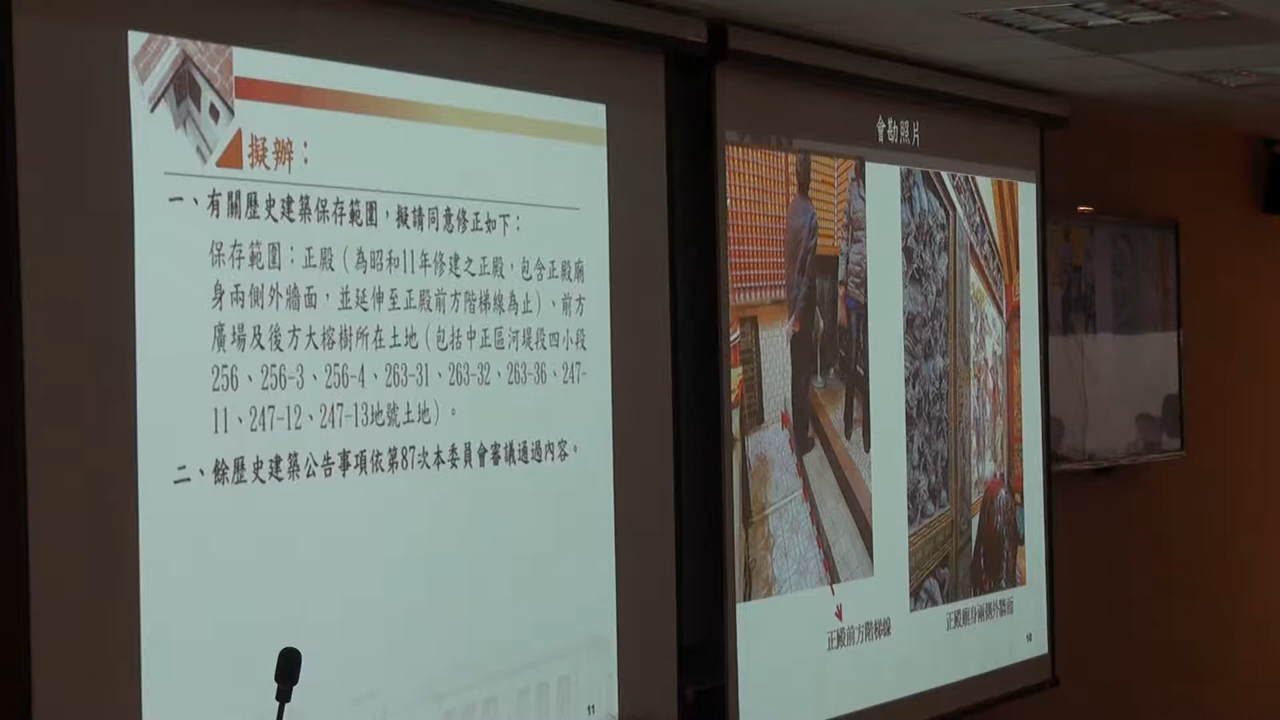 擬辦：
一、有關歷史建築保存範圍，擬請同意修正如下：
保存範圍：正殿（為昭和11年修建之正殿，包含正殿廟
身兩側外牆面，並延伸至正殿前方階梯線為止）、前方
廣場及後方大榕樹所在土地（包括中正區河堤段四小段
256、256-3、256-4、263-31、263-32、263-36、247-
11、247-12、247-13地號土地）。
二、餘歷史建築公告事項依第87次本委員會審議通過內容。
11
會勘照片
正殿前方階梯線
正殿廟身兩側外牆面
10